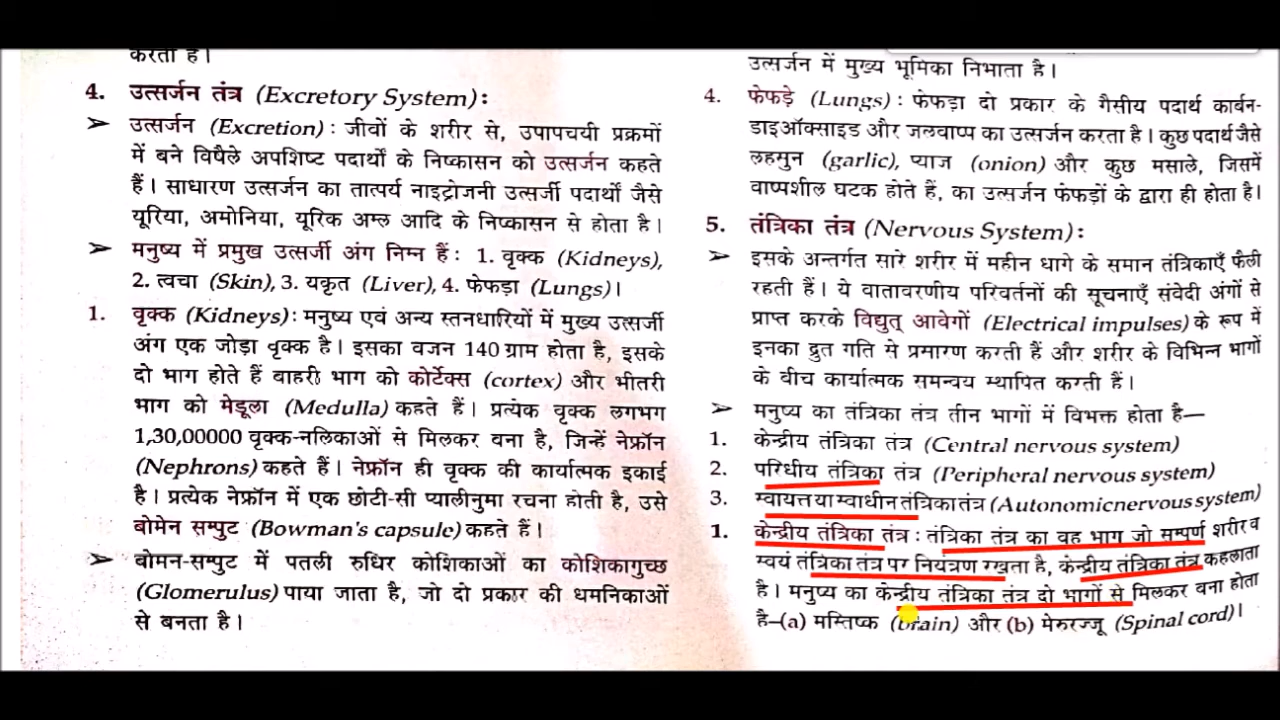 करता है।
4. उत्सर्जन तंत्र (Excretory System) :
➤ उत्सर्जन (Excretion) : जीवों के शरीर से, उपापचयी प्रक्रमों
में बने विषैले अपशिष्ट पदार्थों के निष्कासन को उत्सर्जन कहते
हैं। साधारण उत्सर्जन का तात्पर्य नाइट्रोजनी उत्सर्जी पदार्थों जैसे
यूरिया, अमोनिया, यूरिक अम्ल आदि के निष्कासन से होता है।
➤ मनुष्य में प्रमुख उत्सर्जी अंग निम्न हैं : 1. वृक्क (Kidneys),
2. त्वचा (Skin), 3. यकृत (Liver), 4. फेफड़ा (Lungs)।
1. वृक्क (Kidneys) : मनुष्य एवं अन्य स्तनधारियों में मुख्य उत्सर्जी
अंग एक जोड़ा वृक्क है। इसका वजन 140 ग्राम होता है, इसके
दो भाग होते हैं बाहरी भाग को कोर्टेक्स (cortex) और भीतरी
भाग को मेडूला (Medulla) कहते हैं। प्रत्येक वृक्क लगभग
1,30,00000 वृक्क-नलिकाओं से मिलकर बना है, जिन्हें नेफ्रॉन
(Nephrons) कहते हैं। नेफ्रॉन ही वृक्क की कार्यात्मक इकाई
है। प्रत्येक नेफ्रॉन में एक छोटी-सी प्यालीनुमा रचना होती है, उसे
बोमेन सम्पुट (Bowman's capsule) कहते हैं।
➤ बोमन-सम्पुट में पतली रुधिर कोशिकाओं का कोशिकागुच्छ
(Glomerulus) पाया जाता है, जो दो प्रकार की धमनिकाओं
से बनता है।
उत्सर्जन में मुख्य भूमिका निभाता है।
4. फेफड़े (Lungs) : फेफड़ा दो प्रकार के गैसीय पदार्थ कार्बन-
डाइऑक्साइड और जलवाष्प का उत्सर्जन करता है। कुछ पदार्थ जैसे
लहमुन (garlic), प्याज (onion) और कुछ मसाले, जिसमें
वाष्पशील घटक होते हैं, का उत्सर्जन फेफड़ों के द्वारा ही होता है।
5. तंत्रिका तंत्र (Nervous System) :
➤ इसके अन्तर्गत सारे शरीर में महीन धागे के समान तंत्रिकाएँ फैली
रहती हैं। ये वातावरणीय परिवर्तनों की सूचनाएँ संवेदी अंगों से
प्राप्त करके विद्युत् आवेगों (Electrical impulses) के रूप में
इनका द्रुत गति से प्रमारण करती हैं और शरीर के विभिन्न भागों
के बीच कार्यात्मक समन्वय स्थापित करती हैं।
➤ मनुष्य का तंत्रिका तंत्र तीन भागों में विभक्त होता है—
1. केन्द्रीय तंत्रिका तंत्र (Central nervous system)
2. परिधीय तंत्रिका तंत्र (Peripheral nervous system)
3. स्वायत्त या स्वाधीन तंत्रिका तंत्र (Autonomicnervous system)
1. केन्द्रीय तंत्रिका तंत्र : तंत्रिका तंत्र का वह भाग जो सम्पूर्ण शरीर व
स्वयं तंत्रिका तंत्र पर नियंत्रण रखता है, केन्द्रीय तंत्रिका तंत्र कहलाता
है। मनुष्य का केन्द्रीय तंत्रिका तंत्र दो भागों से मिलकर बना होता
है–(a) मस्तिष्क (brain) और (b) मेरुरज्जू (Spinal cord)।